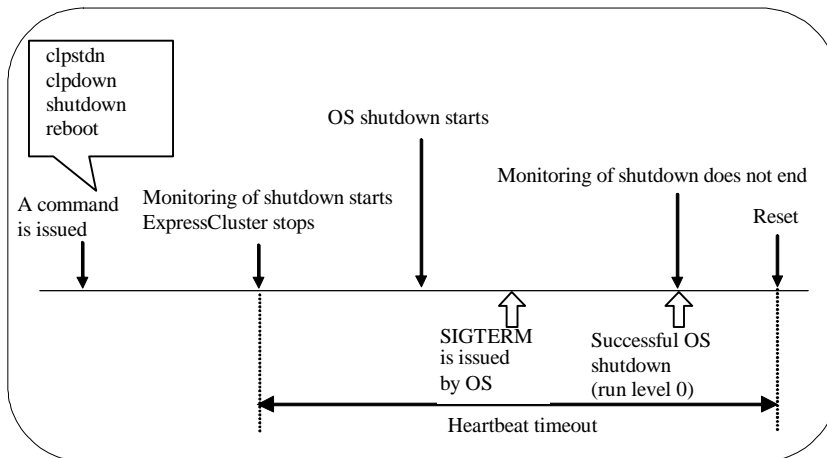 clpstdn
clpdown
shutdown
reboot
OS shutdown starts
Monitoring of shutdown does not end
A command
is issued
Monitoring of shutdown starts
ExpressCluster stops
Reset
SIGTERM
is issued
by OS
Successful OS
shutdown
(run level 0)
Heartbeat timeout